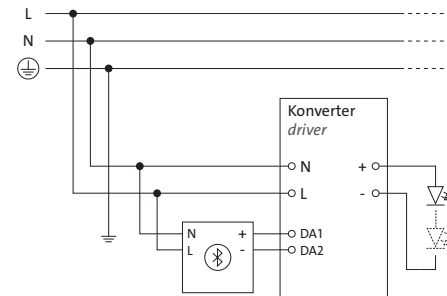 L
N
Konverter
driver
N +
L -
N + DA1
L - DA2